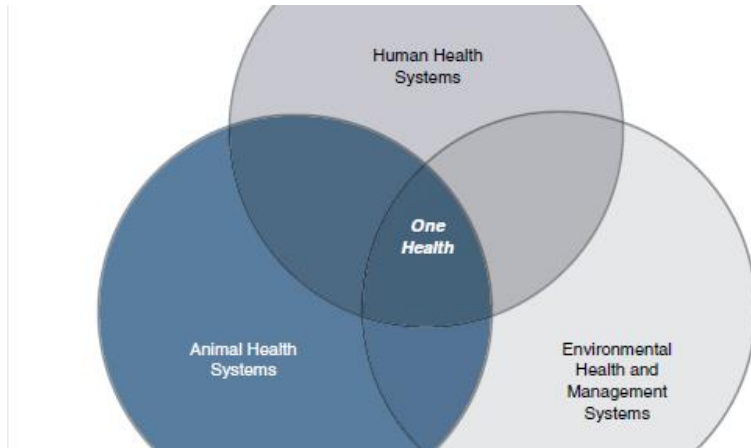 Human Health
Systems
One
Health
Animal Health
Systems
Environmental
Health and
Management
Systems